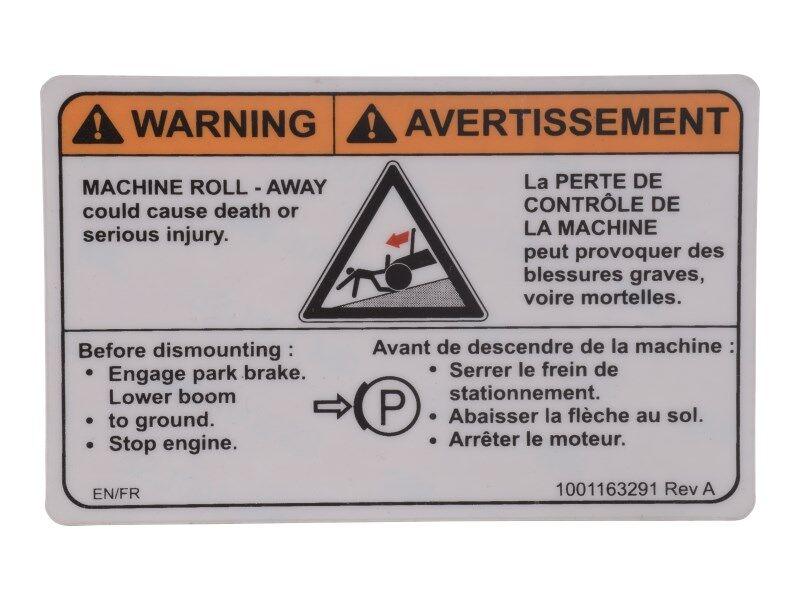 WARNING
AVERTISSEMENT
MACHINE ROLL - AWAY
could cause death or
serious injury.
La PERTE DE
CONTRÔLE DE
LA MACHINE
peut provoquer des
blessures graves,
voire mortelles.
Before dismounting :
• Engage park brake.
Lower boom
• to ground.
• Stop engine.
P
Avant de descendre de la machine :
• Serrer le frein de
stationnement.
• Abaisser la flèche au sol.
• Arrêter le moteur.
EN/FR
1001163291 Rev A